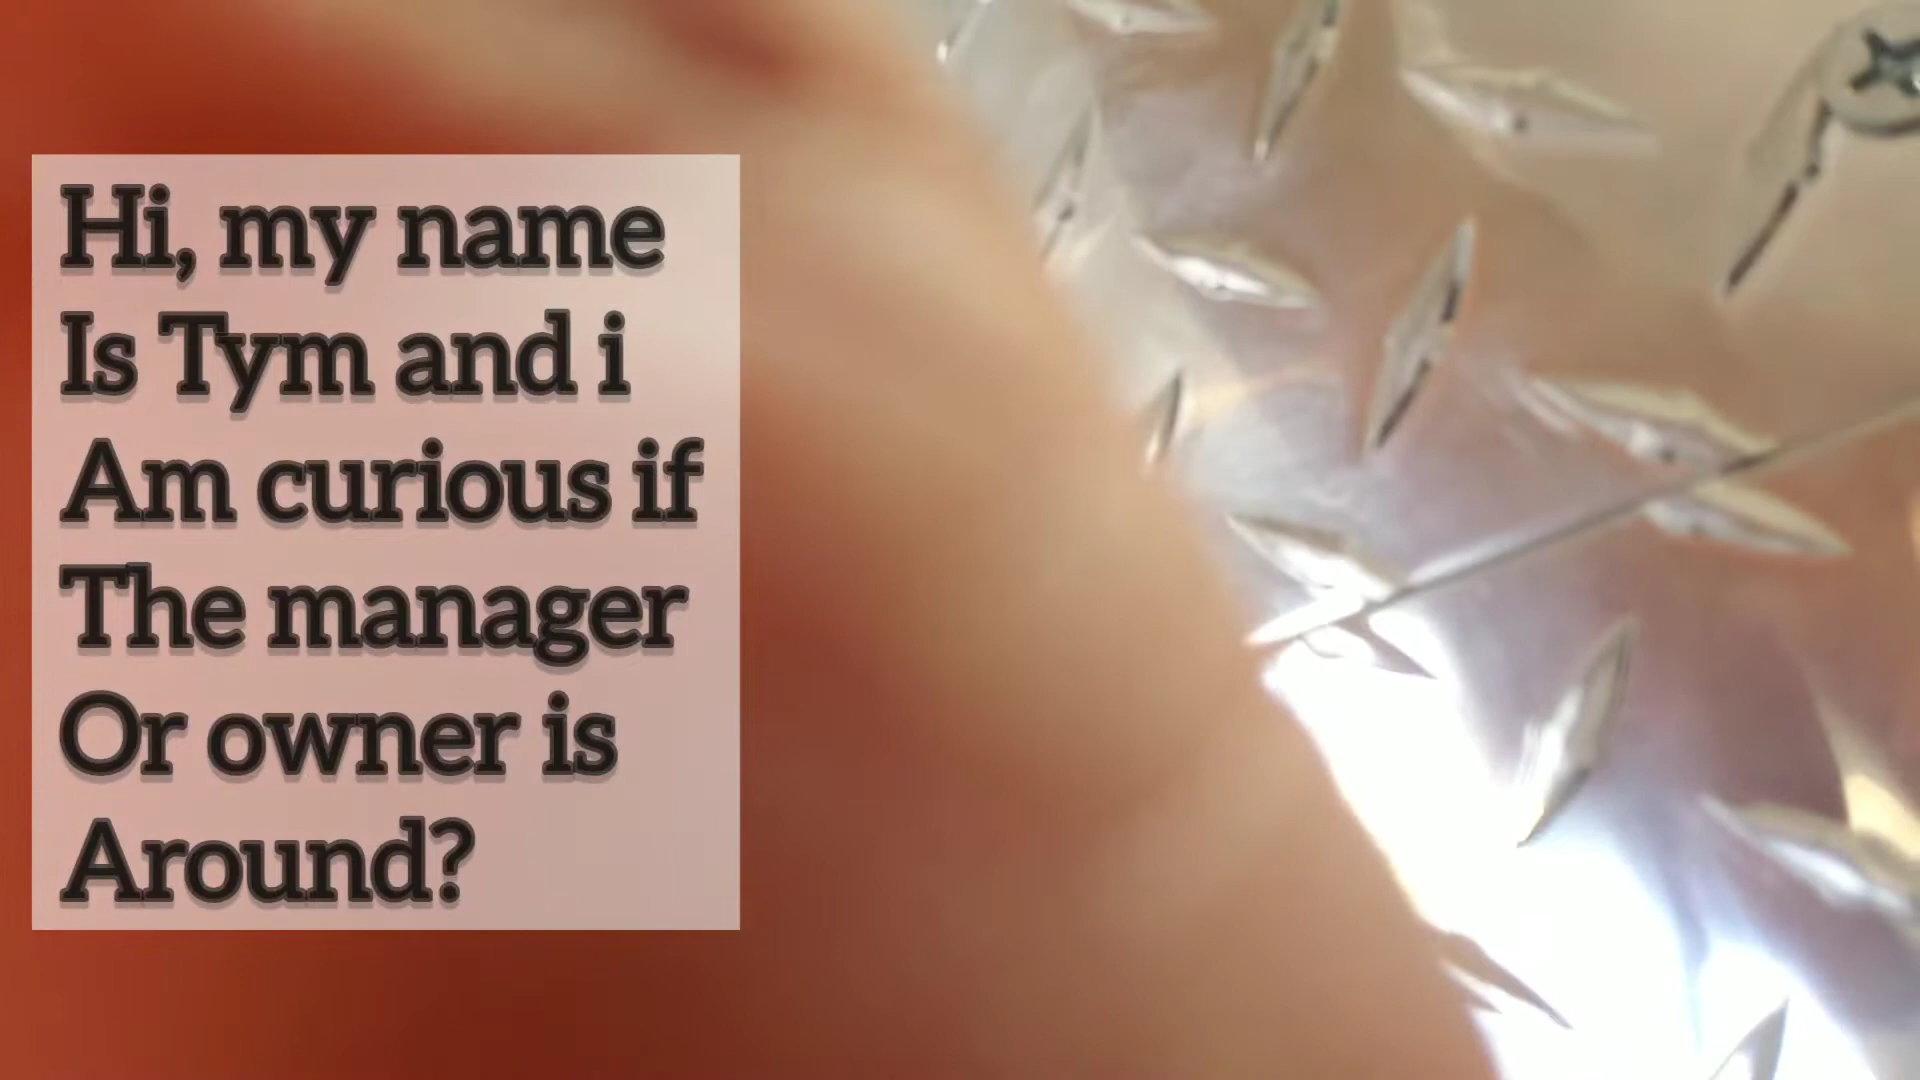 Hi, my name
Is Tym and i
Am curious if
The manager
Or owner is
Around?